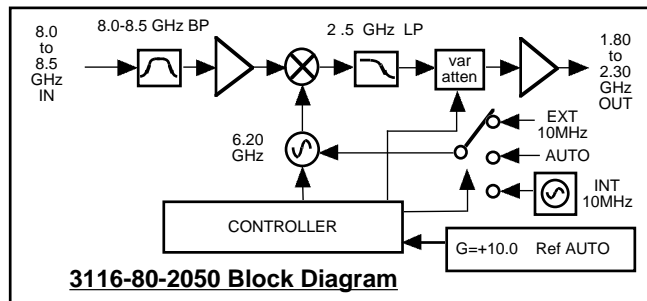 8.0
to
8.5
GHz
IN
8.0-8.5 GHz BP
2 .5 GHz LP
var
atten
1.80
to
2.30
GHz
OUT
6.20
GHz
EXT
10MHz
AUTO
INT
10MHz
CONTROLLER
G=+10.0 Ref AUTO
3116-80-2050 Block Diagram